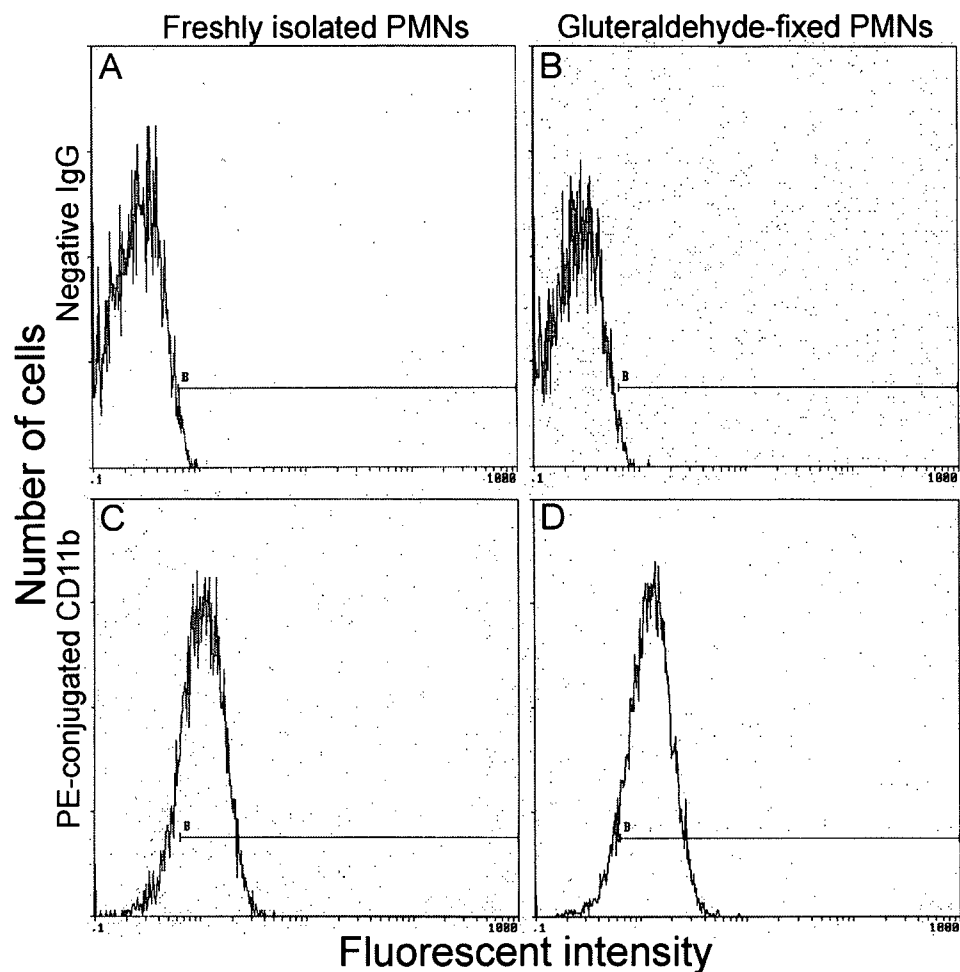 Freshly isolated PMNs
Gluteraldehyde-fixed PMNs
Number of cells
Negative IgG
A
B
.1
1000
B
B
.1
1000
PE-conjugated CD11b
C
B
.1
1000
D
B
.1
1000
Fluorescent intensity